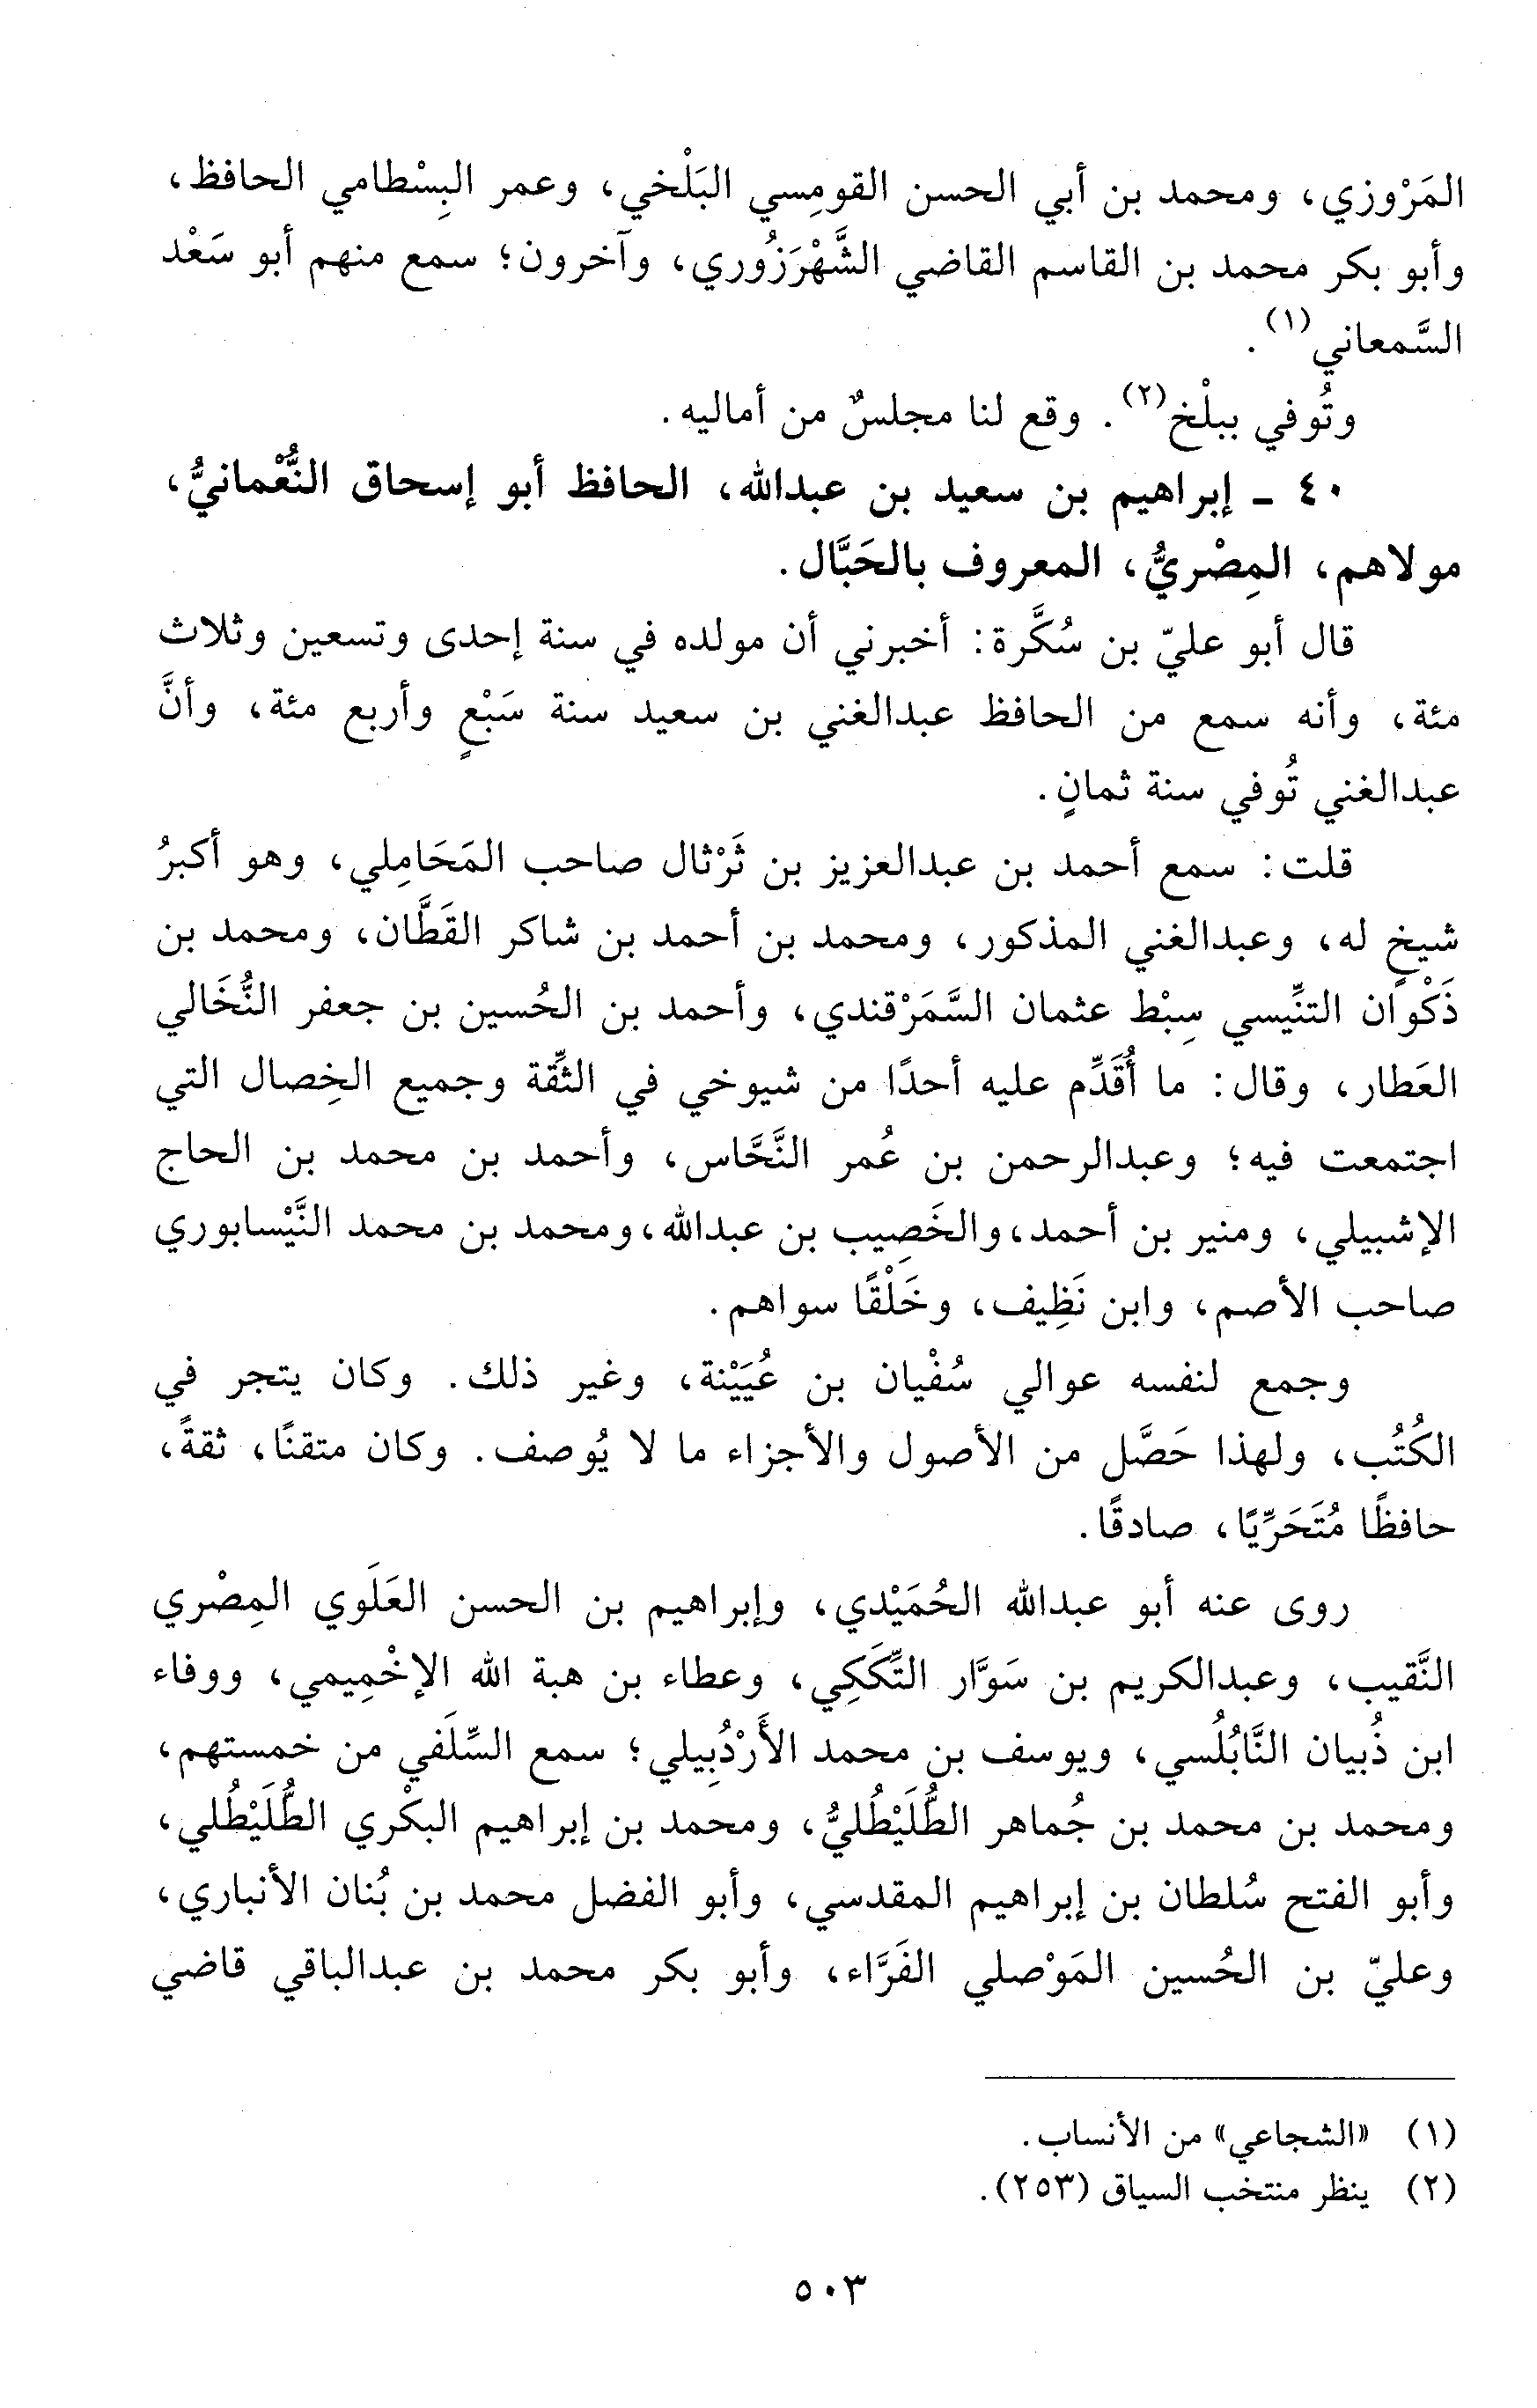 المَرْوزي، ومحمد بن أبي الحسن القومِسي البَلْخي، وعمر البِسْطامي الحافظ،
وأبو بكر محمد بن القاسم القاضي الشَّهْرَزُوري، وآخرون؛ سمع منهم أبو سَعْد
السَّمعاني(١).
وتُوفي ببلْخ(٢). وقع لنا مجلسٌ من أماليه.
٤٠ ـ إبراهيم بن سعيد بن عبدالله، الحافظ أبو إسحاق النُّعْمانيُّ،
مولاهم، المِصْريُّ، المعروف بالحَبَّال.
قال أبو عليّ بن سُكَّرة: أخبرني أن مولده في سنة إحدى وتسعين وثلاث
مئة، وأنه سمع من الحافظ عبدالغني بن سعيد سنة سَبْعٍ وأربع مئة، وأنَّ
عبدالغني تُوفي سنة ثمانٍ.
قلت: سمع أحمد بن عبدالعزيز بن ثَرْثال صاحب المَحَامِلي، وهو أكبرُ
شيخٍ له، وعبدالغني المذكور، ومحمد بن أحمد بن شاكر القَطَّان، ومحمد بن
ذَكْوان التنِّيسي سِبْط عثمان السَّمَرْقندي، وأحمد بن الحُسين بن جعفر النُّخَالي
العَطار، وقال: ما أُقَدِّم عليه أحدًا من شيوخي في الثِّقة وجميع الخِصال التي
اجتمعت فيه؛ وعبدالرحمن بن عُمر النَّحَّاس، وأحمد بن محمد بن الحاج
الإشبيلي، ومنير بن أحمد، والخَصِيب بن عبدالله، ومحمد بن محمد النَّيْسابوري
صاحب الأصم، وابن نَظِيف، وخَلْقًا سواهم.
وجمع لنفسه عوالي سُفْيان بن عُيَيْنة، وغير ذلك. وكان يتجر في
الكُتُب، ولهذا حَصَّل من الأصول والأجزاء ما لا يُوصف. وكان متقنًا، ثقةً،
حافظًا مُتَحَرِّيًا، صادقًا.
روى عنه أبو عبدالله الحُمَيْدي، وإبراهيم بن الحسن العَلَوي المِصْري
النَّقيب، وعبدالكريم بن سَوَّار التِّكَكِي، وعطاء بن هبة الله الإخْمِيمي، ووفاء
ابن ذُبيان النَّابُلُسي، ويوسف بن محمد الأَرْدُبِيلي؛ سمع السِّلَفي من خمستهم،
ومحمد بن محمد بن جُماهر الطُّلَيْطُليُّ، ومحمد بن إبراهيم البكْري الطُّلَيْطُلي،
وأبو الفتح سُلطان بن إبراهيم المقدسي، وأبو الفضل محمد بن بُنان الأنباري،
وعليّ بن الحُسين المَوْصلي الفَرَّاء، وأبو بكر محمد بن عبدالباقي قاضي
(١) «الشجاعي» من الأنساب.
(٢) ينظر منتخب السياق (٢٥٣).
٥٠٣